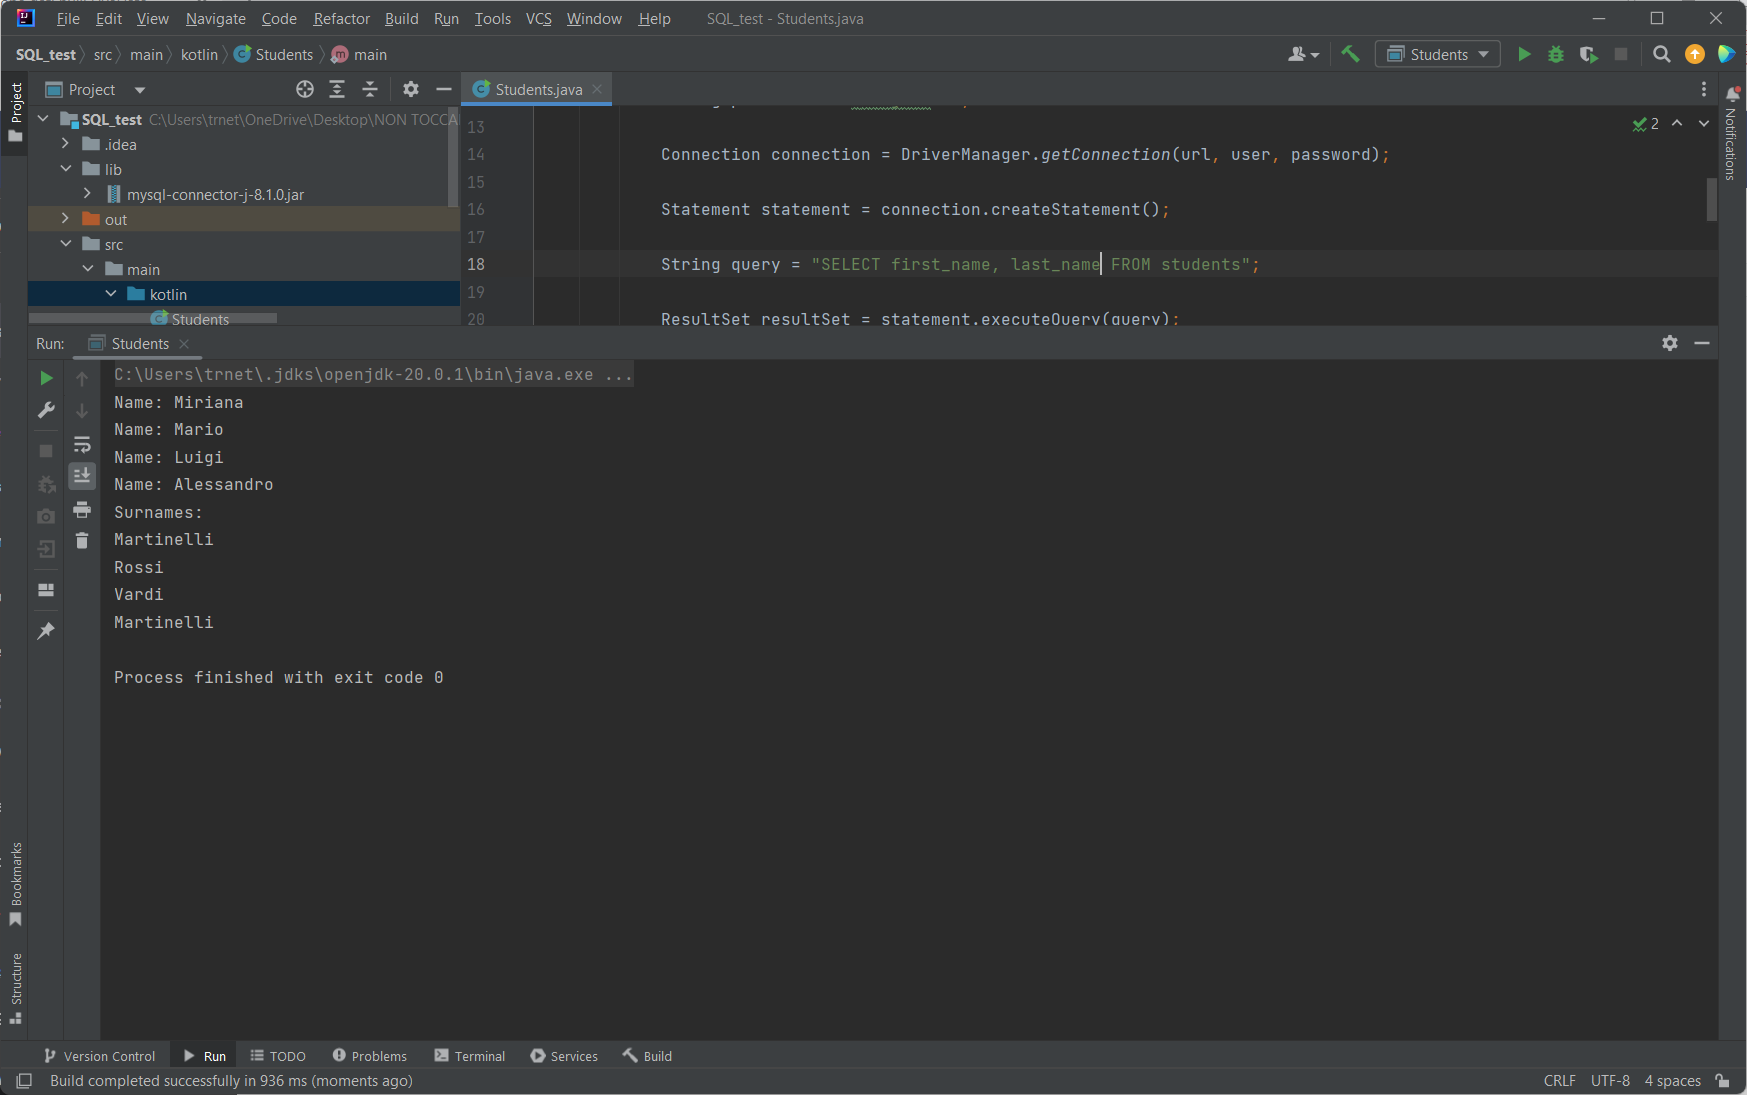 File Edit View Navigate Code Refactor Build Run Tools VCS Window Help SQL_test - Students.java
SQL_test src main kotlin Students main
Students
Project
Students.java
Project
SQL_test C:\Users\trnet\OneDrive\Desktop\NON TOCCA
.idea
lib
mysql-connector-j-8.1.0.jar
out
src
main
kotlin
Students
13
14 Connection connection = DriverManager.getConnection(url, user, password);
15
16 Statement statement = connection.createStatement();
17
18 String query = "SELECT first_name, last_name FROM students";
19
20 ResultSet resultSet = statement.executeQuery(query);
2
Notifications
Run: Students
C:\Users\trnet\.jdks\openjdk-20.0.1\bin\java.exe ...
Name: Miriana
Name: Mario
Name: Luigi
Name: Alessandro
Surnames:
Martinelli
Rossi
Vardi
Martinelli
Process finished with exit code 0
Bookmarks
Structure
Version Control Run TODO Problems Terminal Services Build
Build completed successfully in 936 ms (moments ago)
CRLF UTF-8 4 spaces